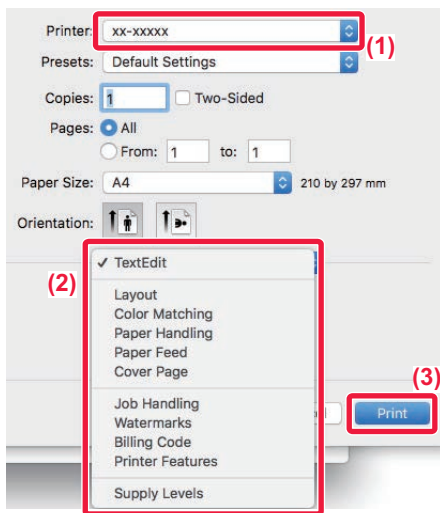 Printer: xx-xxxxx
(1)
Presets: Default Settings
Copies: 1 Two-Sided
Pages: All
From: 1 to: 1
Paper Size: A4 210 by 297 mm
Orientation:
(2)
✓ TextEdit
Layout
Color Matching
Paper Handling
Paper Feed
Cover Page
(3)
Job Handling
Watermarks
Print
Billing Code
Printer Features
Supply Levels